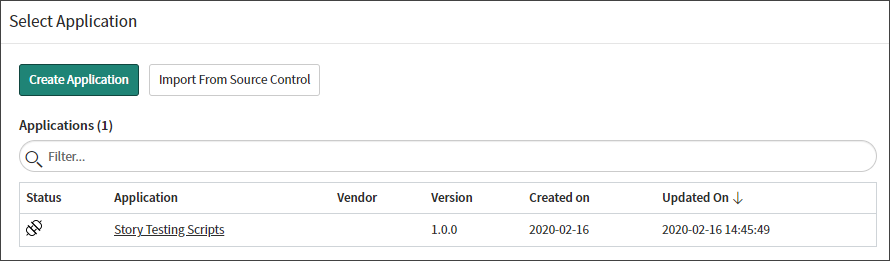 Select Application
Create Application Import From Source Control
Applications (1)
Filter...
Status Application Vendor Version Created on Updated On
Story Testing Scripts 1.0.0 2020-02-16 2020-02-16 14:45:49